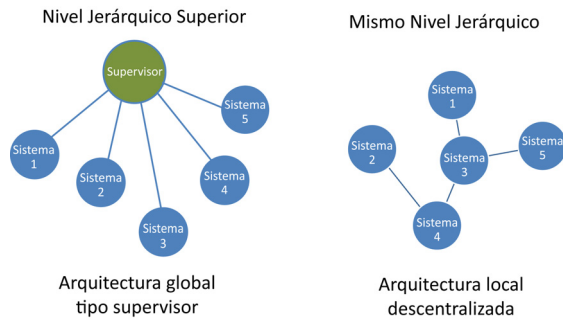 Nivel Jerárquico Superior
Supervisor
Sistema
5
Sistema
1
Sistema
2
Sistema
4
Sistema
3
Arquitectura global
tipo supervisor
Mismo Nivel Jerárquico
Sistema
1
Sistema
2
Sistema
3
Sistema
5
Sistema
4
Arquitectura local
descentralizada